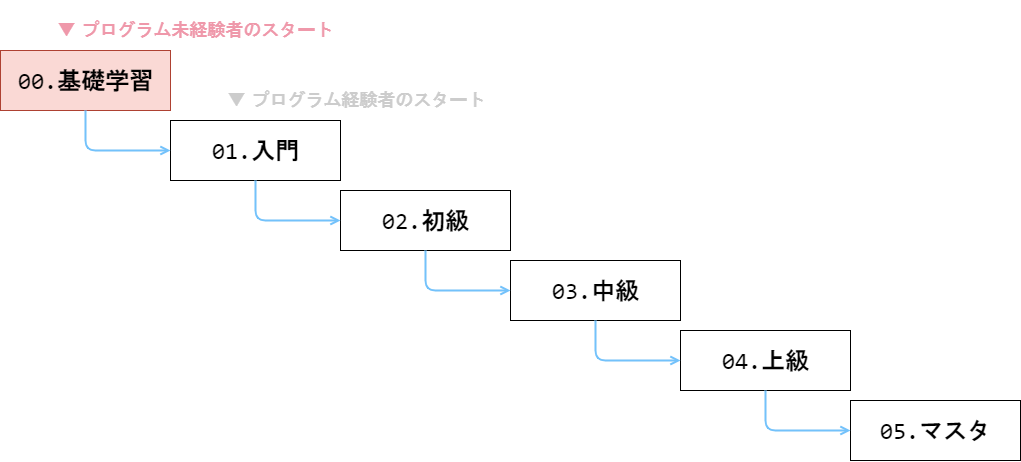 ▼ プログラム未経験者のスタート
00.基礎学習
▼ プログラム経験者のスタート
01.入門
02.初級
03.中級
04.上級
05.マスタ